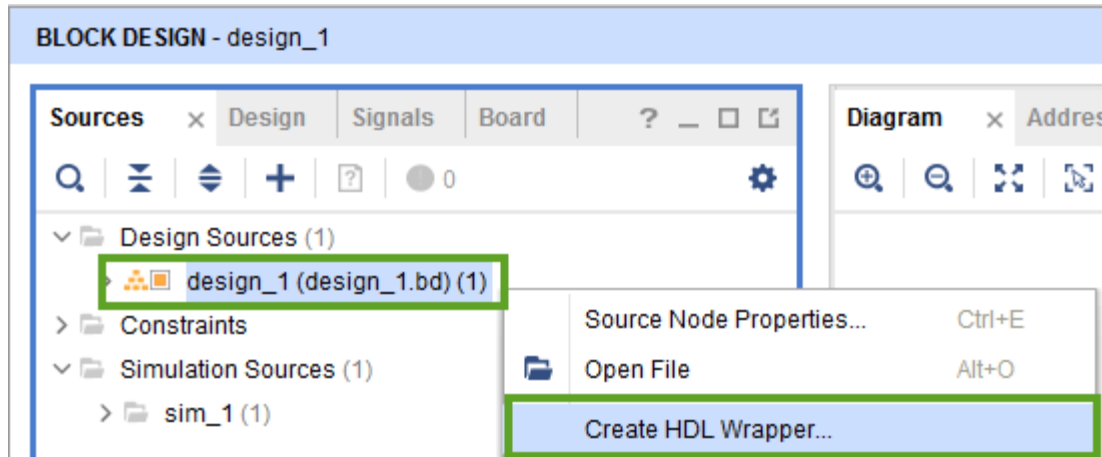 BLOCK DESIGN - design_1
Sources × Design Signals Board ?
Diagram × Addres
0
Design Sources (1)
design_1 (design_1.bd) (1)
Constraints
Simulation Sources (1)
sim_1 (1)
Source Node Properties... Ctrl+E
Open File Alt+O
Create HDL Wrapper...